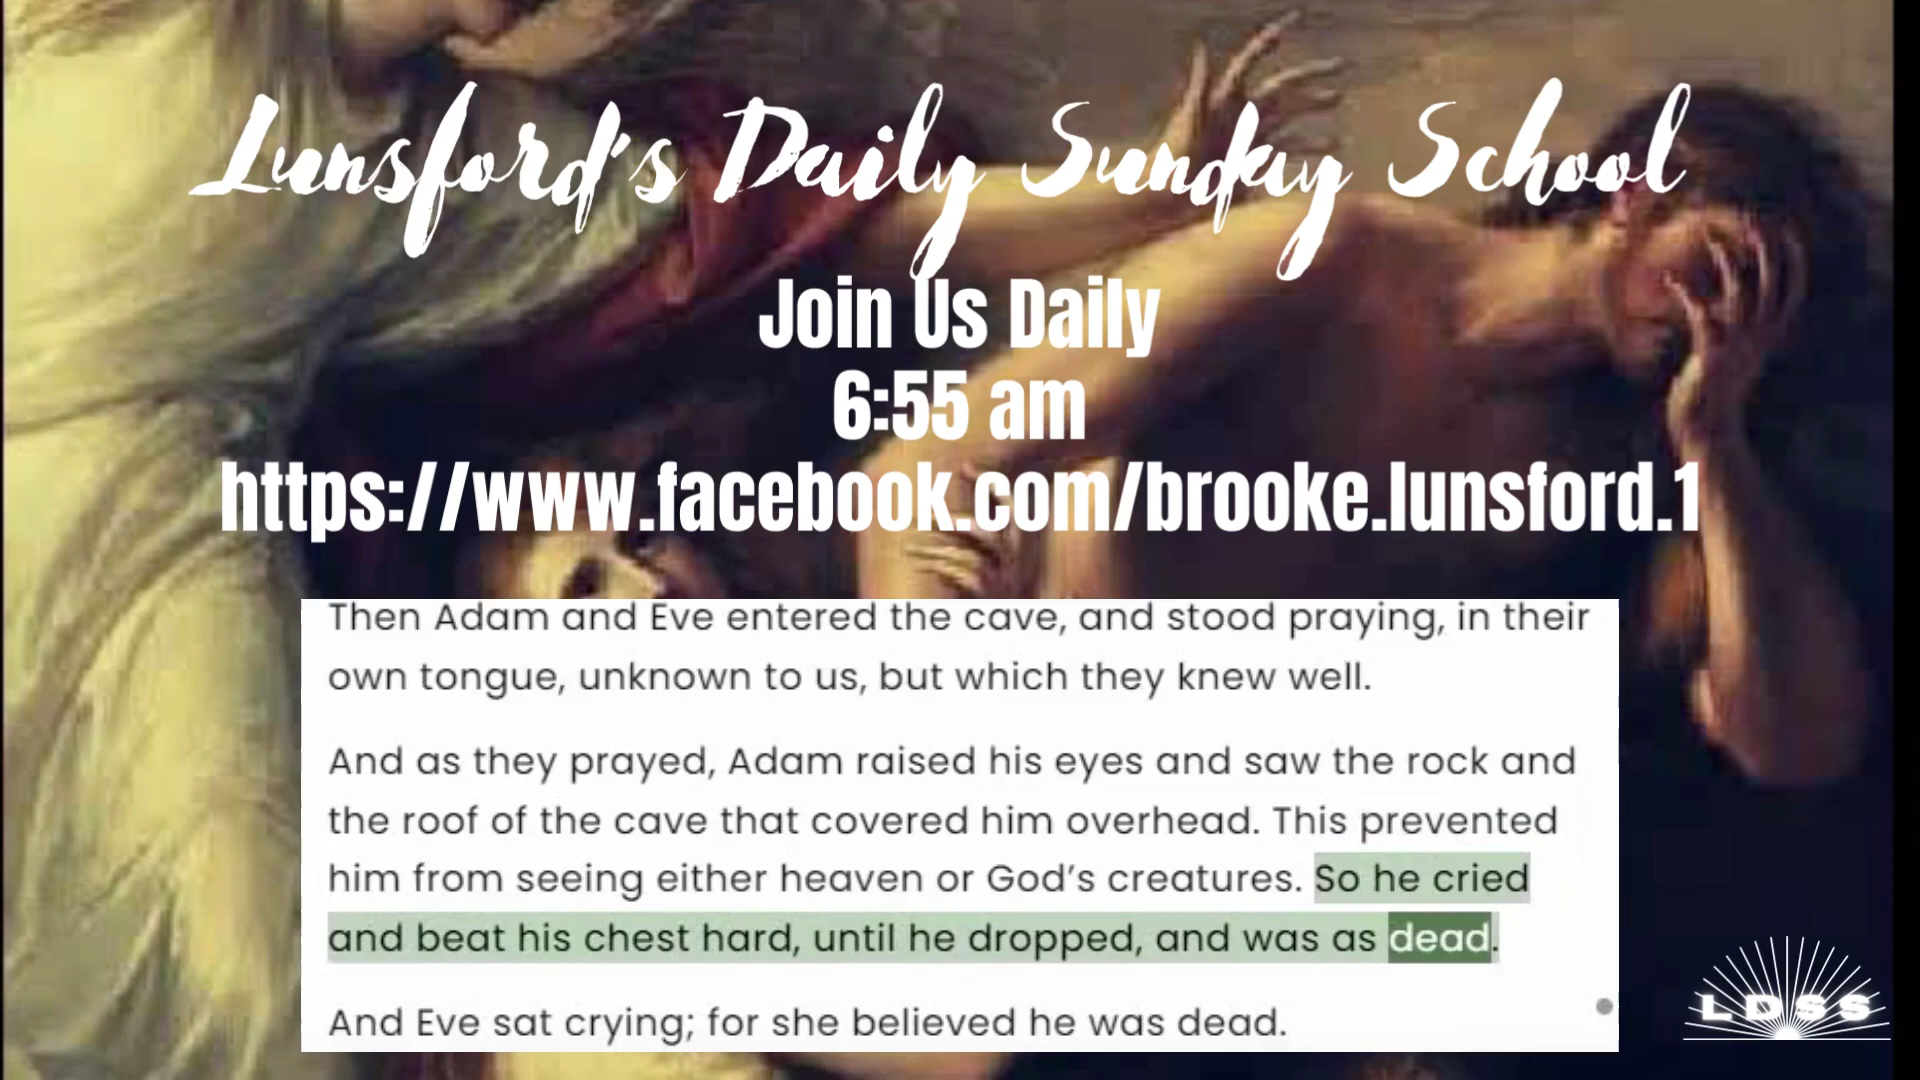 Lunsford's Daily Sunday School
Join Us Daily
6:55 am
https://www.facebook.com/brooke.lunsford.1
Then Adam and Eve entered the cave, and stood praying, in their
own tongue, unknown to us, but which they knew well.
And as they prayed, Adam raised his eyes and saw the rock and
the roof of the cave that covered him overhead. This prevented
him from seeing either heaven or God’s creatures. So he cried
and beat his chest hard, until he dropped, and was as dead.
And Eve sat crying; for she believed he was dead.
LDSS